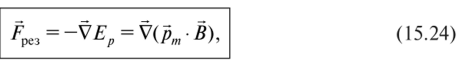 F⃗рез = −∇⃗Eₚ = ∇⃗(p⃗ₘ · B⃗), (15.24)